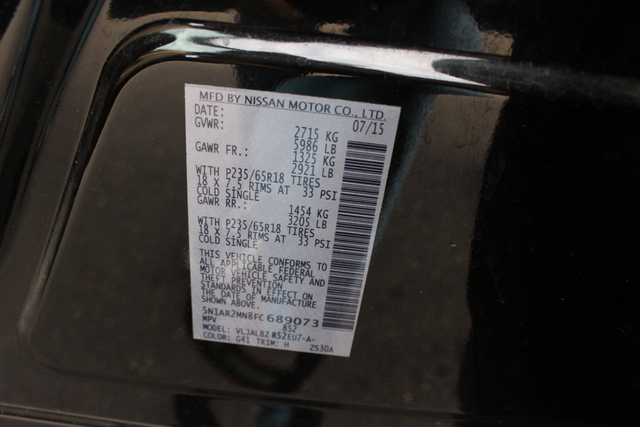 MFD BY NISSAN MOTOR CO., LTD.
DATE: 07/15
GVWR: 2715 KG
5986 LB
GAWR FR.: 1325 KG
2921 LB
WITH P235/65R18 TIRES
18 X 7.5 RIMS AT 33 PSI
COLD SINGLE
GAWR RR.: 1454 KG
3205 LB
WITH P235/65R18 TIRES
18 X 7.5 RIMS AT 33 PSI
COLD SINGLE
THIS VEHICLE CONFORMS TO
ALL APPLICABLE FEDERAL
MOTOR VEHICLE SAFETY AND
THEFT PREVENTION
STANDARDS IN EFFECT ON
THE DATE OF MANUFACTURE
SHOWN ABOVE.
5N1AR2MN8FC 689073
MPV 852
MODEL: VLJALB2 R52EU7-A-
COLOR: G41 TRIM: H ZS30A